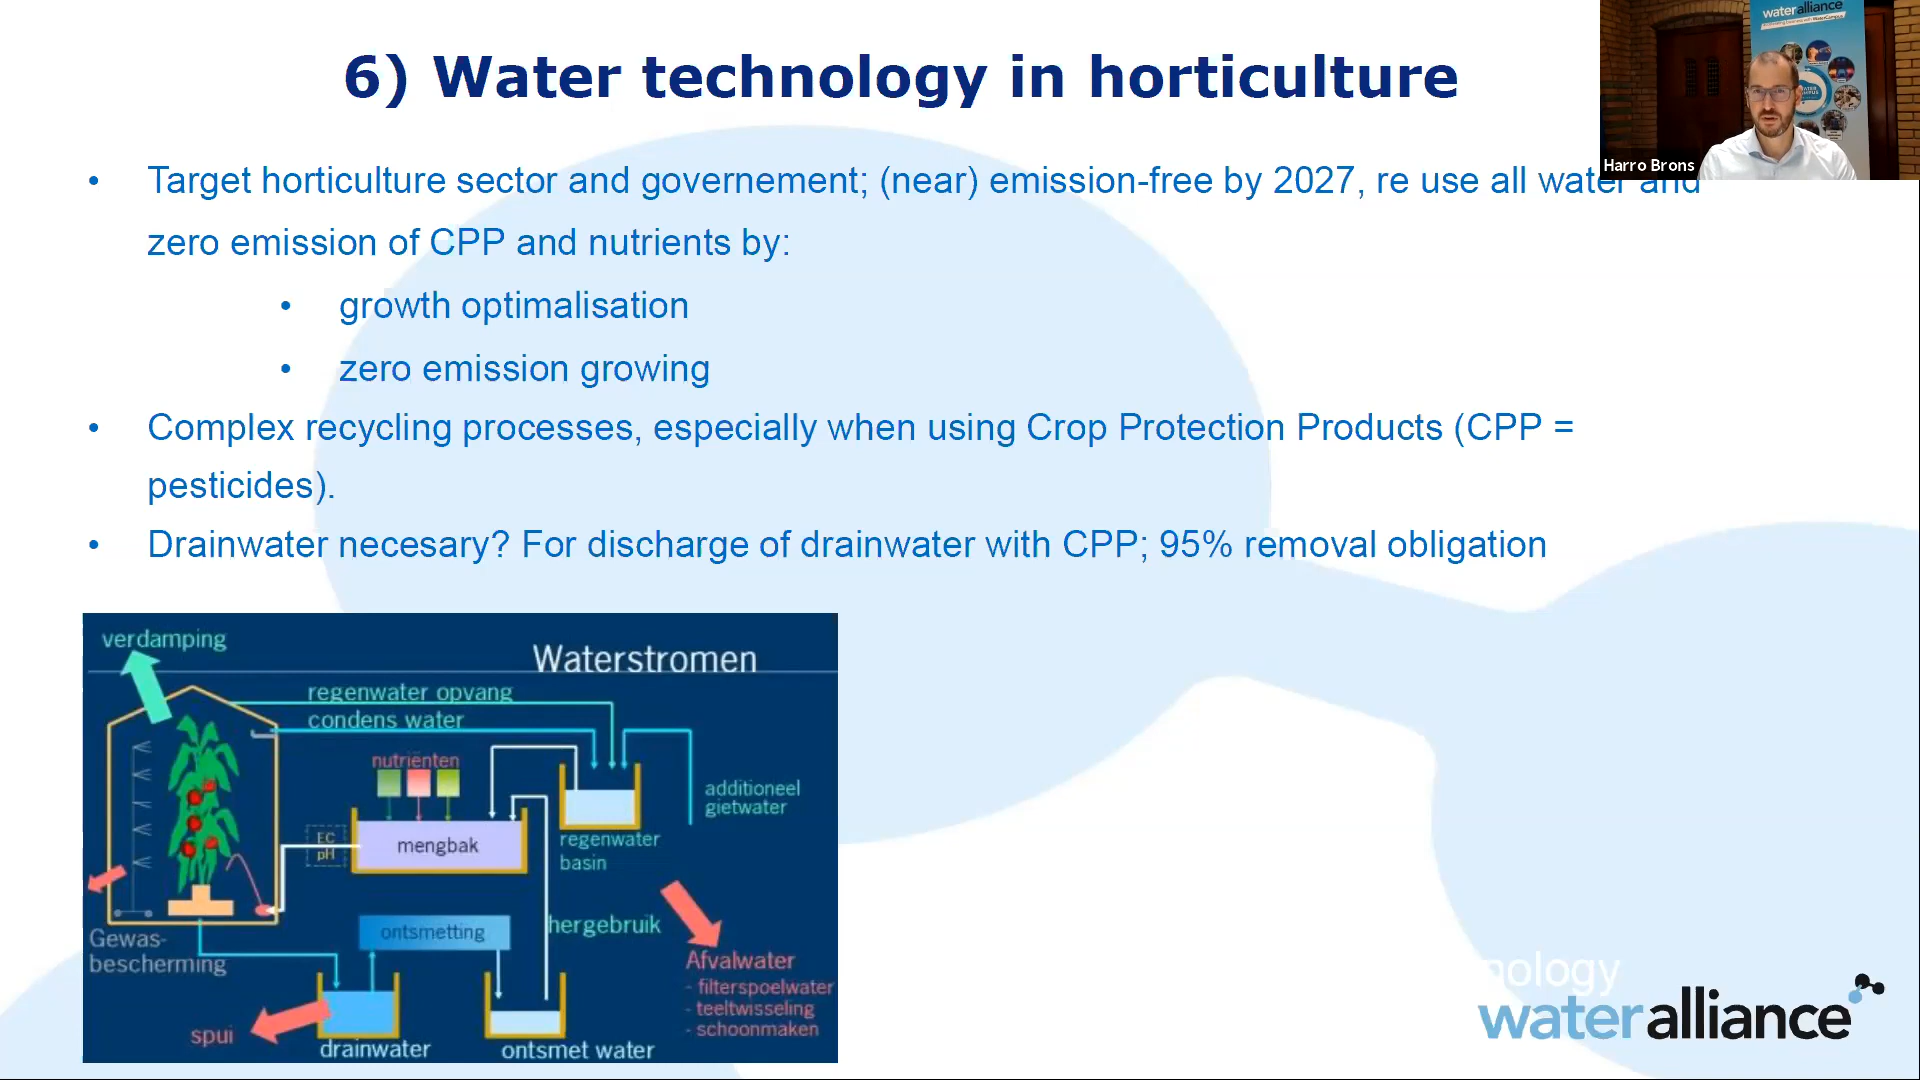 6) Water technology in horticulture
wateralliance
Harro Brons
• Target horticulture sector and governement; (near) emission-free by 2027, re use all water and
zero emission of CPP and nutrients by:
• growth optimalisation
• zero emission growing
• Complex recycling processes, especially when using Crop Protection Products (CPP =
pesticides).
• Drainwater necesary? For discharge of drainwater with CPP; 95% removal obligation
verdamping
Waterstromen
regenwater opvang
condens water
nutriënten
additioneel
gietwater
EC
pH
mengbak
regenwater
basin
ontsmetting
hergebruik
Gewas-
bescherming
Afvalwater
- filterspoelwater
- teeltwisseling
- schoonmaken
spui
drainwater
ontsmet water
nology
wateralliance